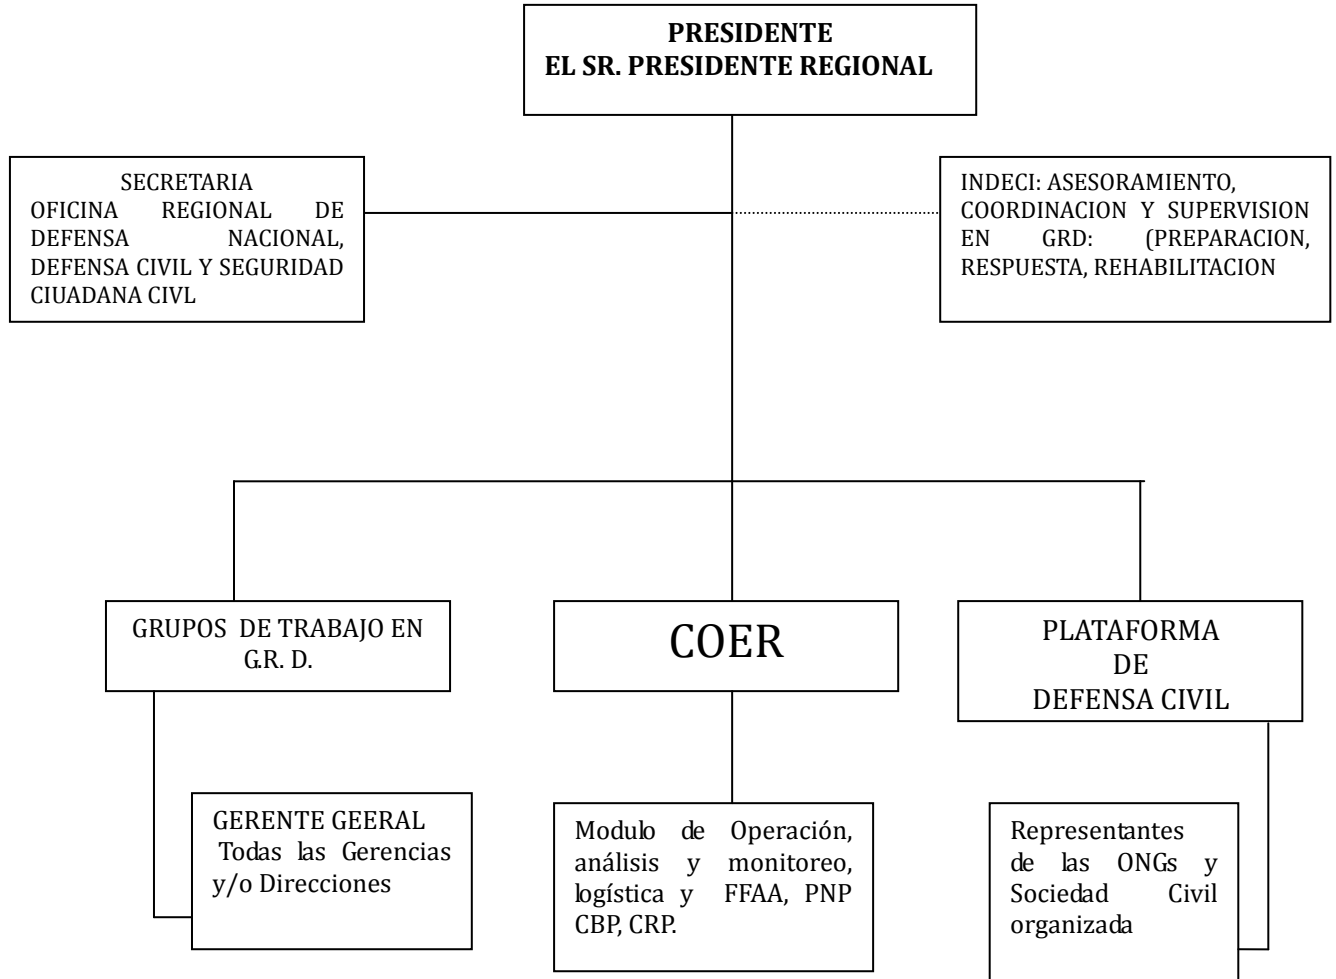 PRESIDENTE
EL SR. PRESIDENTE REGIONAL
SECRETARIA
OFICINA REGIONAL DE
DEFENSA NACIONAL,
DEFENSA CIVIL Y SEGURIDAD
CIUADANA CIVL
INDECI: ASESORAMIENTO,
COORDINACION Y SUPERVISION
EN GRD: (PREPARACION,
RESPUESTA, REHABILITACION
GRUPOS DE TRABAJO EN
G.R. D.
COER
PLATAFORMA
DE
DEFENSA CIVIL
GERENTE GEERAL
Todas las Gerencias
y/o Direcciones
Modulo de Operación,
análisis y monitoreo,
logística y FFAA, PNP
CBP, CRP.
Representantes
de las ONGs y
Sociedad Civil
organizada